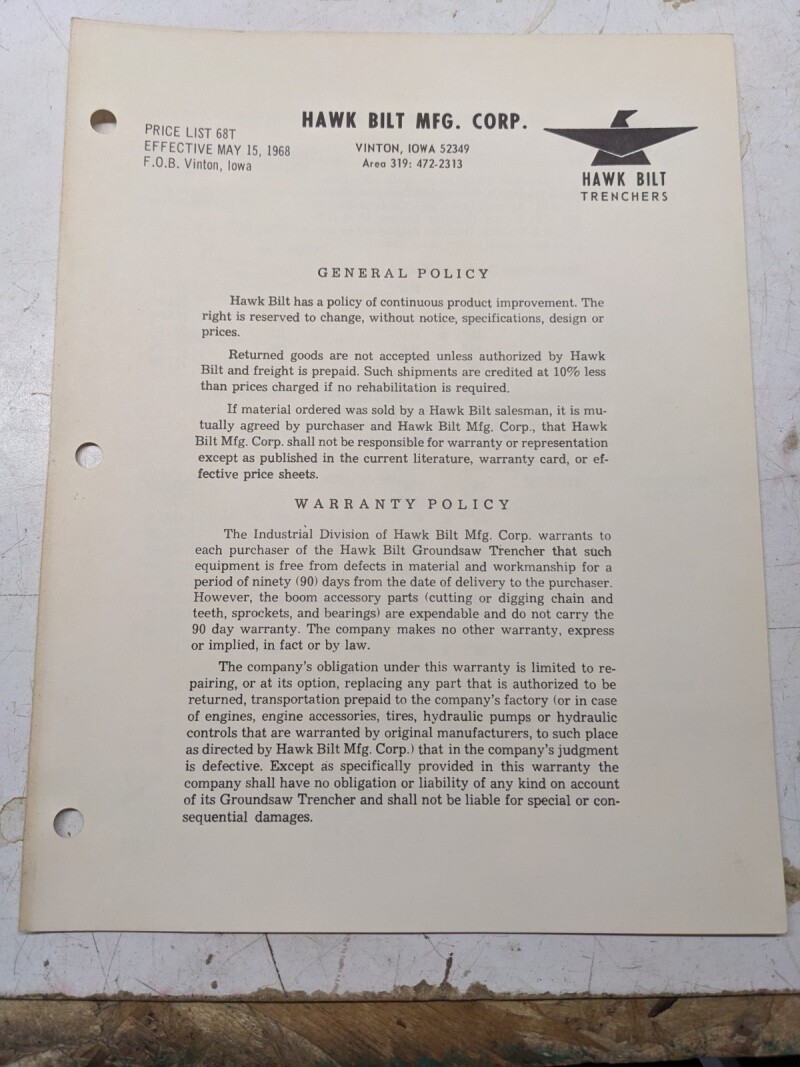 PRICE LIST 68T
EFFECTIVE MAY 15, 1968
F.O.B. Vinton, Iowa
HAWK BILT MFG. CORP.
VINTON, IOWA 52349
Area 319: 472-2313
HAWK BILT
TRENCHERS
GENERAL POLICY
Hawk Bilt has a policy of continuous product improvement. The
right is reserved to change, without notice, specifications, design or
prices.
Returned goods are not accepted unless authorized by Hawk
Bilt and freight is prepaid. Such shipments are credited at 10% less
than prices charged if no rehabilitation is required.
If material ordered was sold by a Hawk Bilt salesman, it is mu-
tually agreed by purchaser and Hawk Bilt Mfg. Corp., that Hawk
Bilt Mfg. Corp. shall not be responsible for warranty or representation
except as published in the current literature, warranty card, or ef-
fective price sheets.
WARRANTY POLICY
The Industrial Division of Hawk Bilt Mfg. Corp. warrants to
each purchaser of the Hawk Bilt Groundsaw Trencher that such
equipment is free from defects in material and workmanship for a
period of ninety (90) days from the date of delivery to the purchaser.
However, the boom accessory parts (cutting or digging chain and
teeth, sprockets, and bearings) are expendable and do not carry the
90 day warranty. The company makes no other warranty, express
or implied, in fact or by law.
The company's obligation under this warranty is limited to re-
pairing, or at its option, replacing any part that is authorized to be
returned, transportation prepaid to the company's factory (or in case
of engines, engine accessories, tires, hydraulic pumps or hydraulic
controls that are warranted by original manufacturers, to such place
as directed by Hawk Bilt Mfg. Corp.) that in the company's judgment
is defective. Except as specifically provided in this warranty the
company shall have no obligation or liability of any kind on account
of its Groundsaw Trencher and shall not be liable for special or con-
sequential damages.